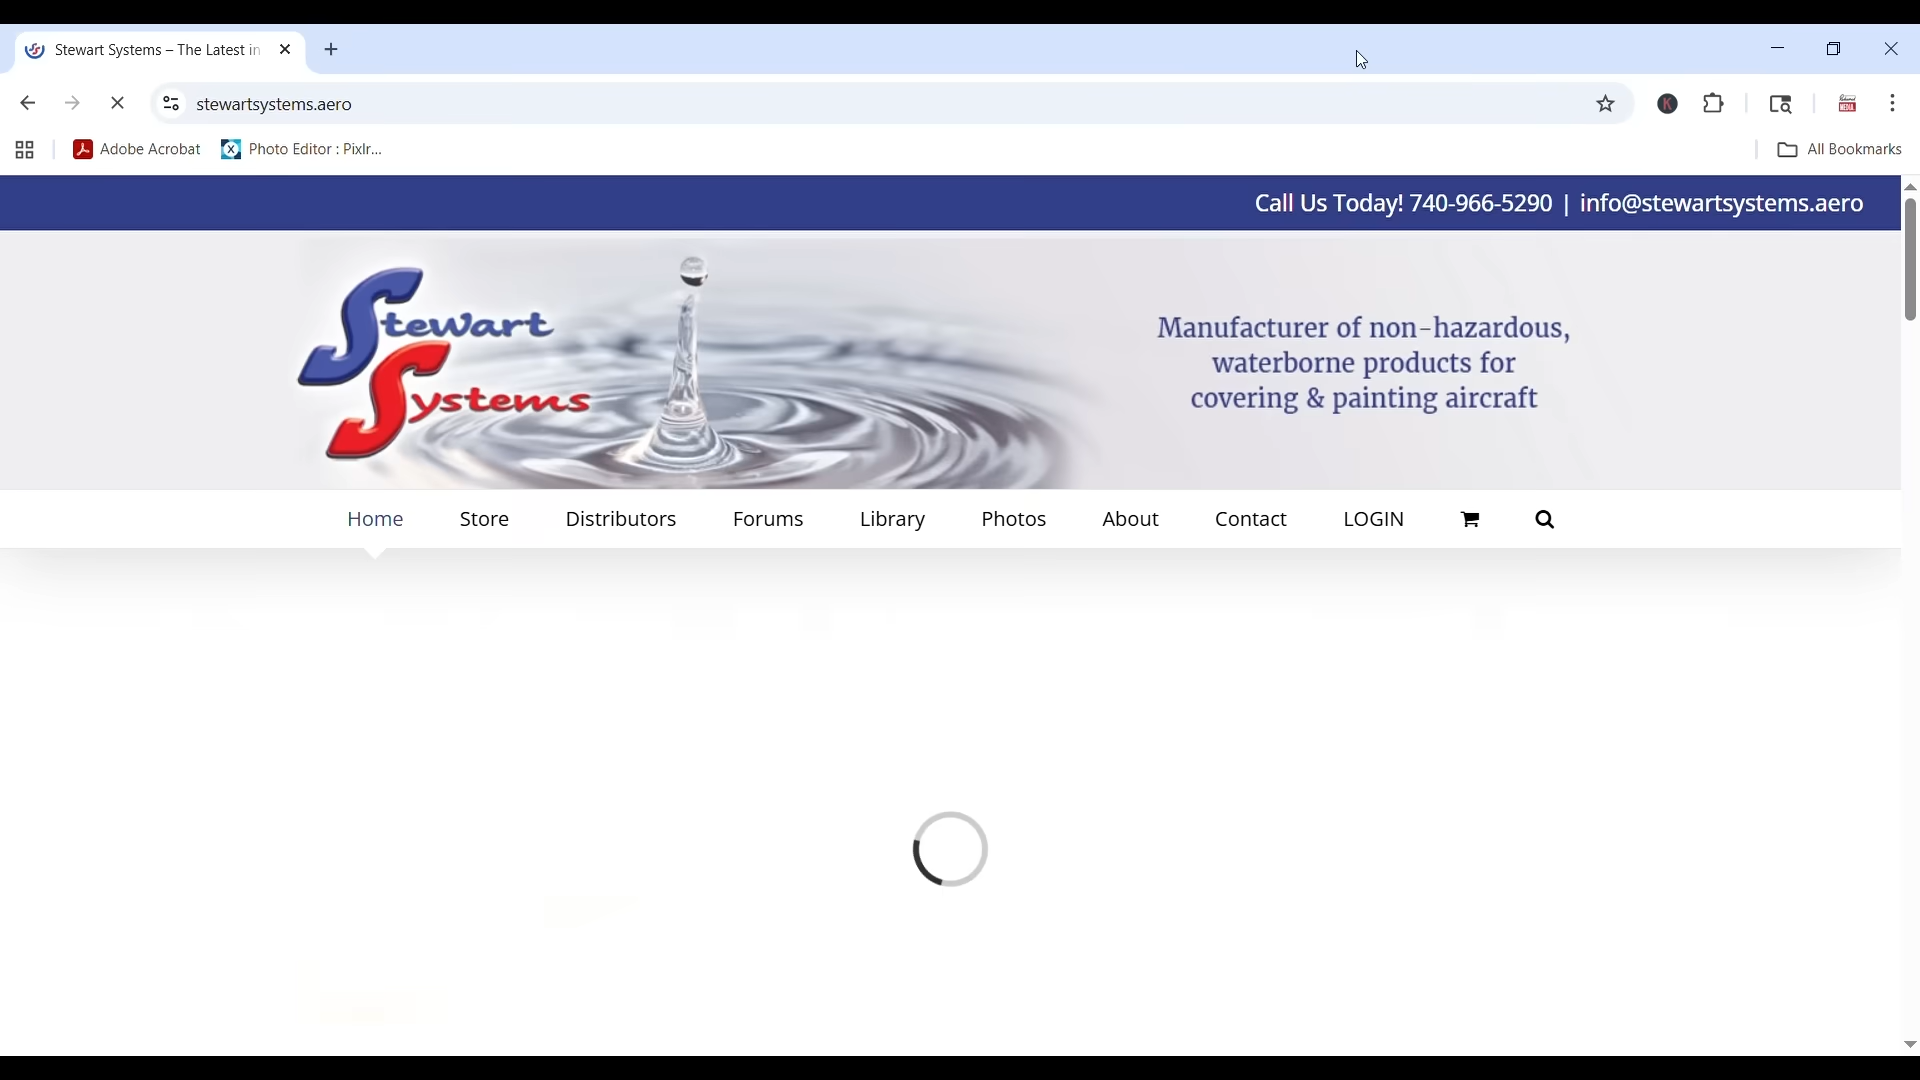 Stewart Systems – The Latest in
stewartsystems.aero
Adobe Acrobat
Photo Editor : Pixlr...
All Bookmarks
Call Us Today! 740-966-5290 | info@stewartsystems.aero
Stewart
Systems
Manufacturer of non-hazardous,
waterborne products for
covering & painting aircraft
Home Store Distributors Forums Library Photos About Contact LOGIN